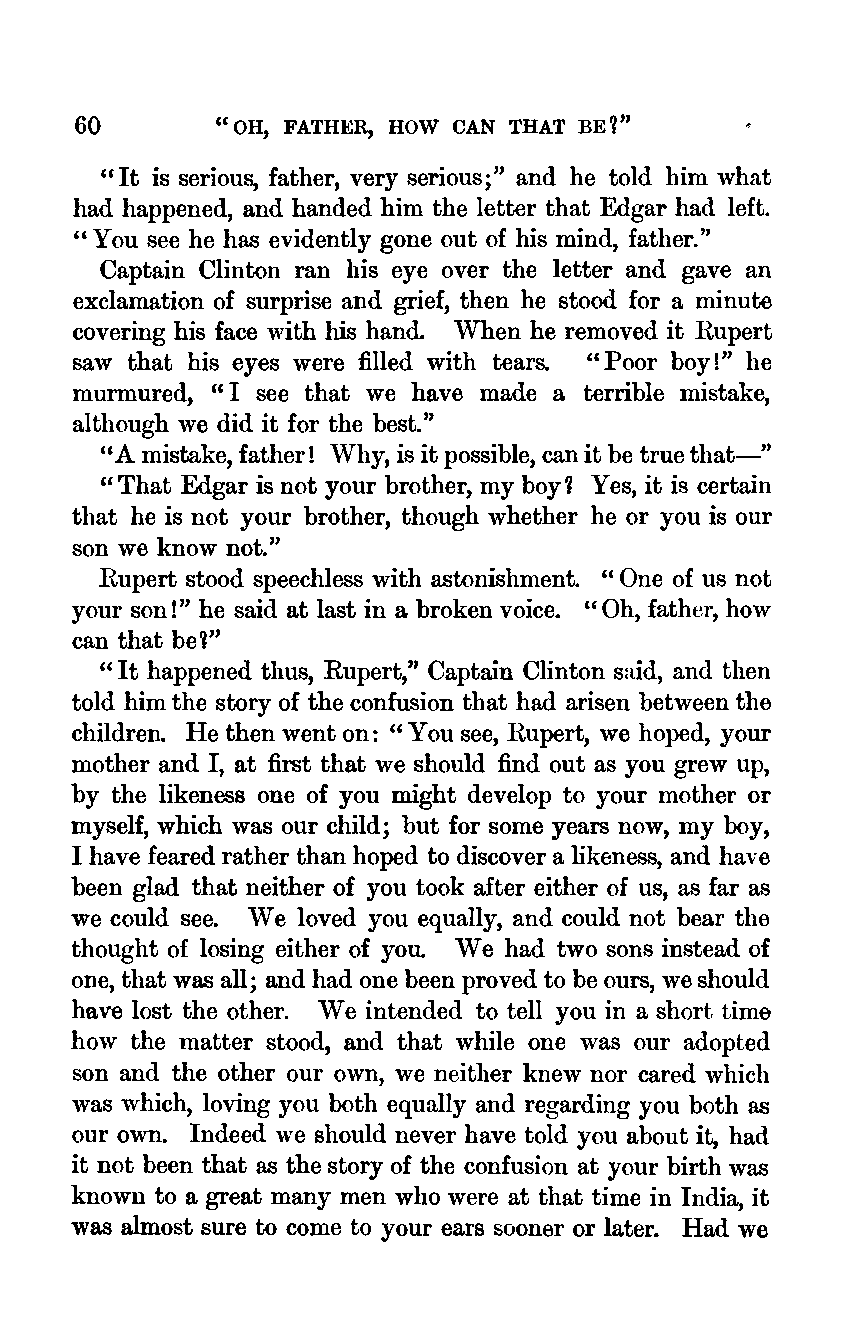 60 "OH, FATHER, HOW CAN THAT BE?"
"It is serious, father, very serious;" and he told him what
had happened, and handed him the letter that Edgar had left.
"You see he has evidently gone out of his mind, father."
Captain Clinton ran his eye over the letter and gave an
exclamation of surprise and grief, then he stood for a minute
covering his face with his hand. When he removed it Rupert
saw that his eyes were filled with tears. "Poor boy!" he
murmured, "I see that we have made a terrible mistake,
although we did it for the best."
"A mistake, father! Why, is it possible, can it be true that—"
"That Edgar is not your brother, my boy? Yes, it is certain
that he is not your brother, though whether he or you is our
son we know not."
Rupert stood speechless with astonishment. "One of us not
your son!" he said at last in a broken voice. "Oh, father, how
can that be?"
"It happened thus, Rupert," Captain Clinton said, and then
told him the story of the confusion that had arisen between the
children. He then went on: "You see, Rupert, we hoped, your
mother and I, at first that we should find out as you grew up,
by the likeness one of you might develop to your mother or
myself, which was our child; but for some years now, my boy,
I have feared rather than hoped to discover a likeness, and have
been glad that neither of you took after either of us, as far as
we could see. We loved you equally, and could not bear the
thought of losing either of you. We had two sons instead of
one, that was all; and had one been proved to be ours, we should
have lost the other. We intended to tell you in a short time
how the matter stood, and that while one was our adopted
son and the other our own, we neither knew nor cared which
was which, loving you both equally and regarding you both as
our own. Indeed we should never have told you about it, had
it not been that as the story of the confusion at your birth was
known to a great many men who were at that time in India, it
was almost sure to come to your ears sooner or later. Had we